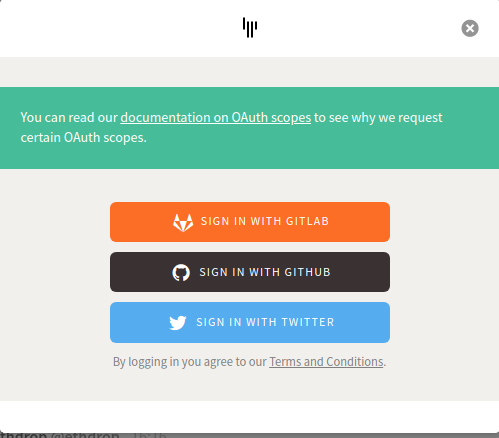 You can read our documentation on OAuth scopes to see why we request
certain OAuth scopes.
SIGN IN WITH GITLAB
SIGN IN WITH GITHUB
SIGN IN WITH TWITTER
By logging in you agree to our Terms and Conditions.